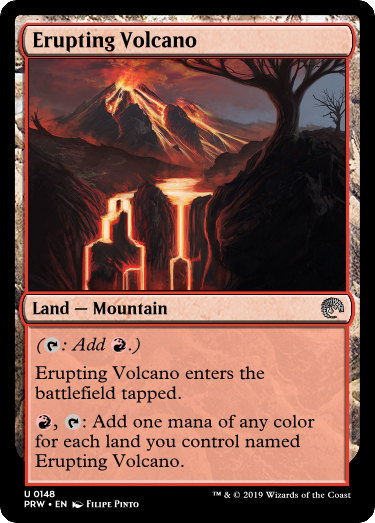 Erupting Volcano
Land — Mountain
(T: Add R.)
Erupting Volcano enters the
battlefield tapped.
R, T: Add one mana of any color
for each land you control named
Erupting Volcano.
U 0148
PRW • EN Filipe Pinto
™ & © 2019 Wizards of the Coast